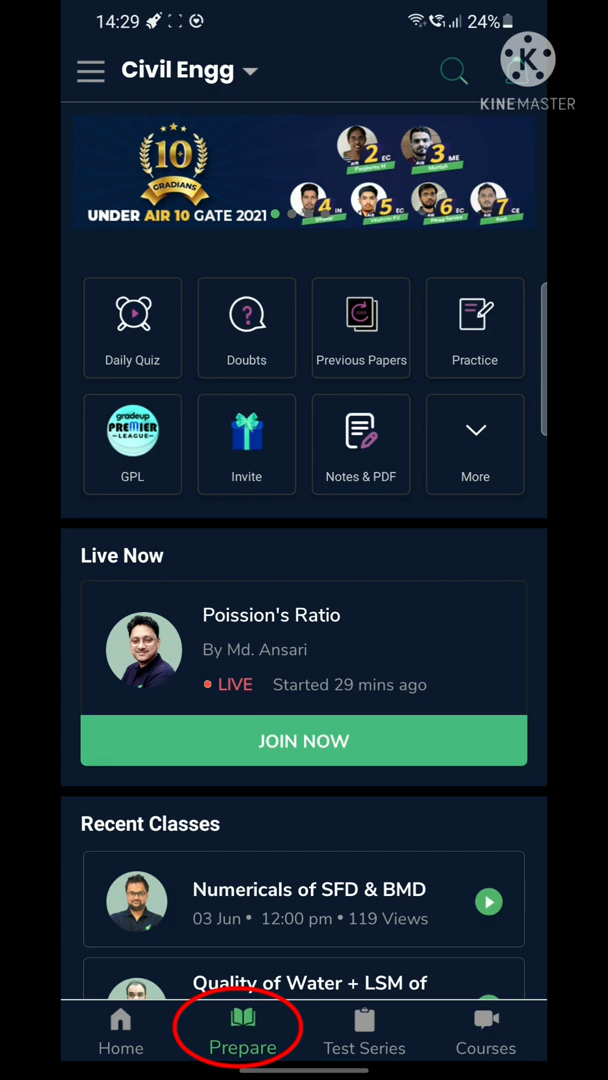 14:29
24%
Civil Engg
K
KINEMASTER
10
GRADIANS
UNDER AIR 10 GATE 2021
AIR 2 EC
AIR 3 ME
AIR 4 IN
AIR 5 EC
AIR 6 EC
AIR 7 CE
Daily Quiz
Doubts
Previous Papers
Practice
gradeup
PREMIER
LEAGUE
GPL
Invite
Notes & PDF
More
Live Now
Poission's Ratio
By Md. Ansari
LIVE Started 29 mins ago
JOIN NOW
Recent Classes
Numericals of SFD & BMD
03 Jun • 12:00 pm • 119 Views
Quality of Water + LSM of
Home
Prepare
Test Series
Courses